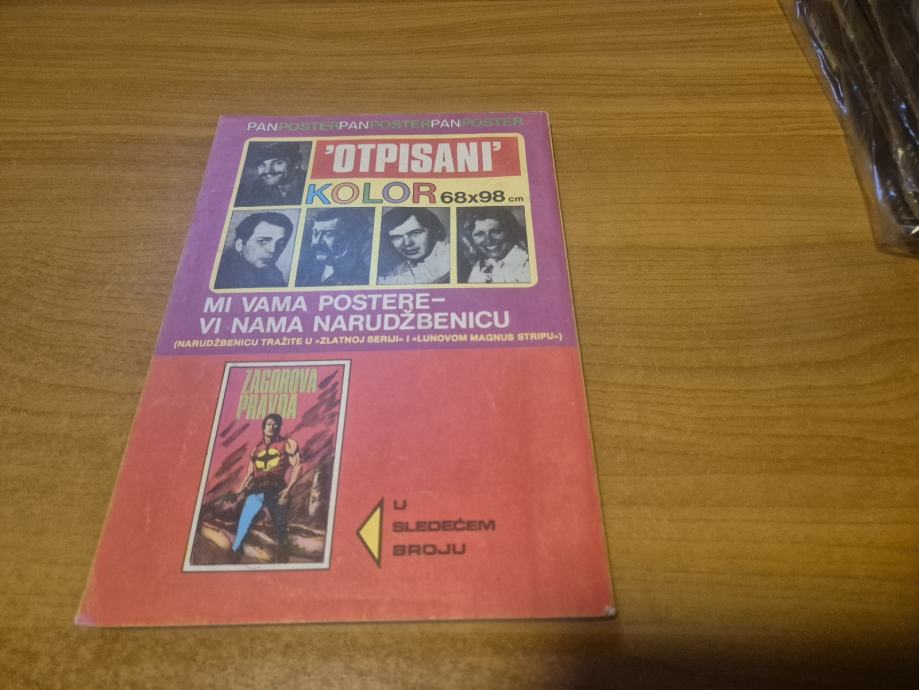 PANPOSTERPANPOSTERPANPOSTER
'OTPISANI'
KOLOR 68x98 cm
MI VAMA POSTERE–
VI NAMA NARUDŽBENICU
(NARUDŽBENICU TRAŽITE U »ZLATNOJ SERIJI« I »LUNOVOM MAGNUS STRIPU«)
ZAGOROVA
PRAVDA
U
SLEDEĆEM
BROJU